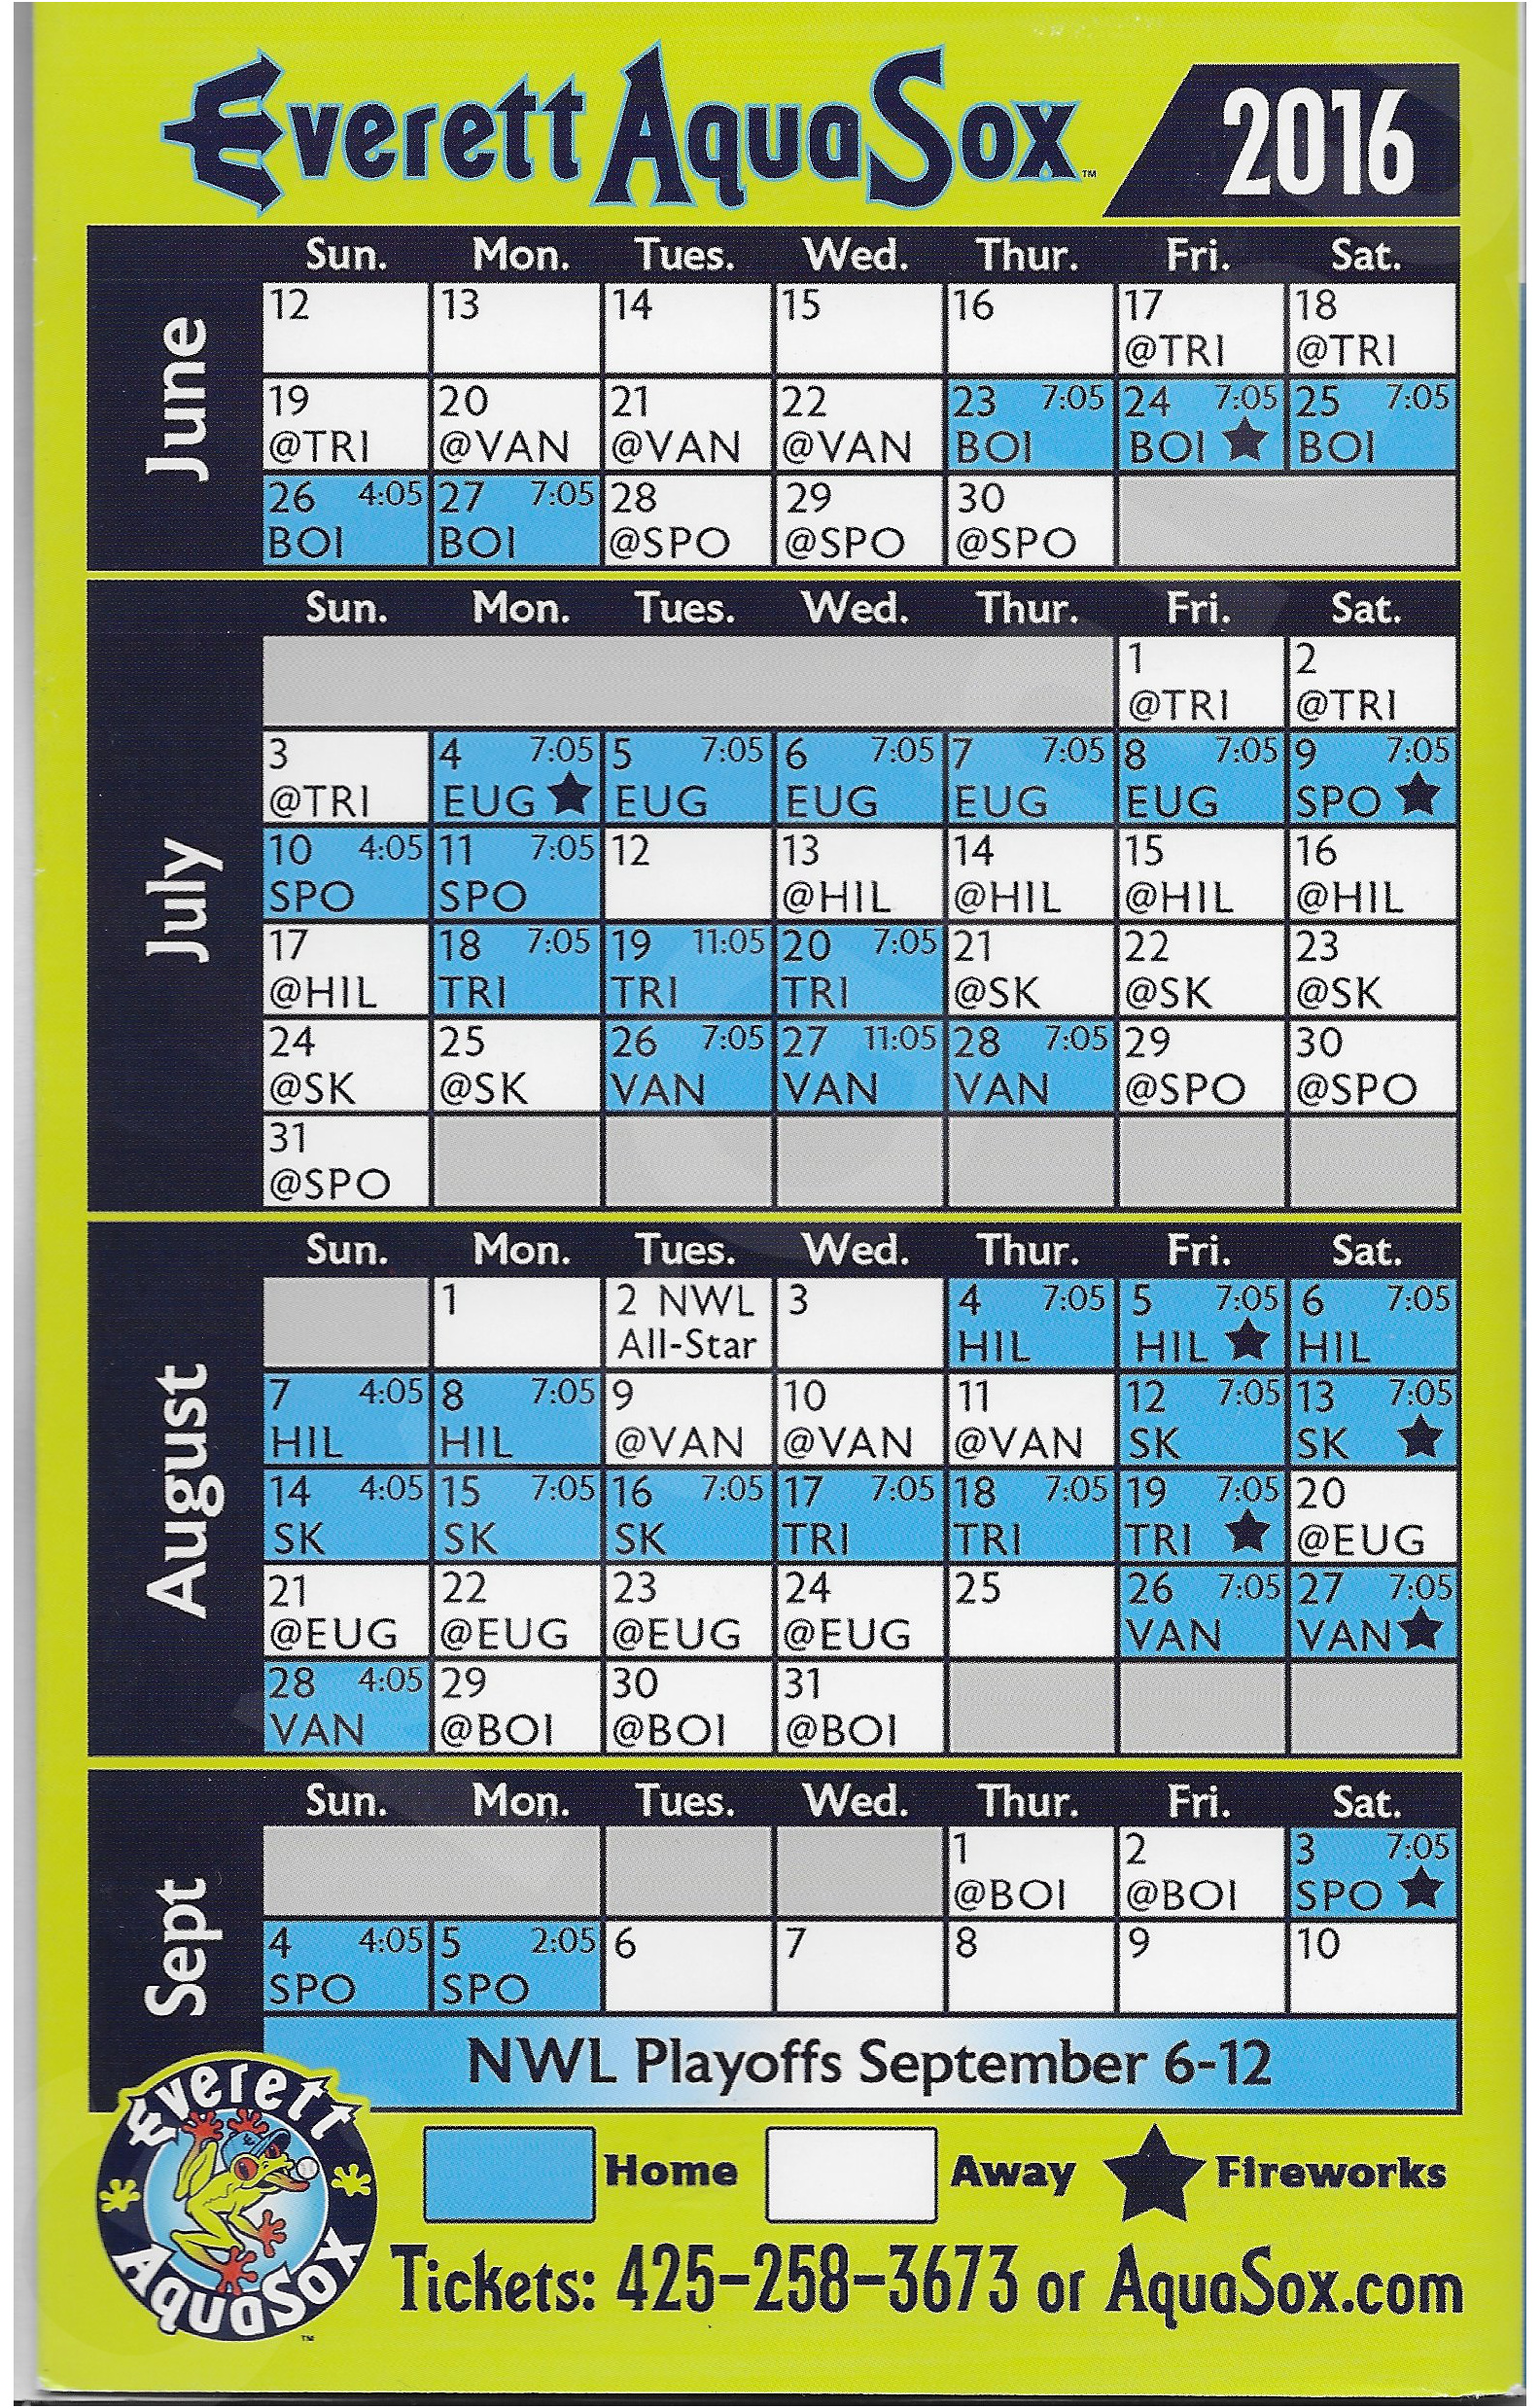 Everett AquaSox™ 2016
June
Sun. Mon. Tues. Wed. Thur. Fri. Sat.
12 13 14 15 16 17 18
@TRI @TRI
19 20 21 22 23 7:05 24 7:05 25 7:05
@TRI @VAN @VAN @VAN BOI BOI BOI
26 4:05 27 7:05 28 29 30
BOI BOI @SPO @SPO @SPO
July
Sun. Mon. Tues. Wed. Thur. Fri. Sat.
1 2
@TRI @TRI
3 4 7:05 5 7:05 6 7:05 7 7:05 8 7:05 9 7:05
@TRI EUG EUG EUG EUG EUG SPO
10 4:05 11 7:05 12 13 14 15 16
SPO SPO @HIL @HIL @HIL @HIL
17 18 7:05 19 11:05 20 7:05 21 22 23
@HIL TRI TRI TRI @SK @SK @SK
24 25 26 7:05 27 11:05 28 7:05 29 30
@SK @SK VAN VAN VAN @SPO @SPO
31
@SPO
August
Sun. Mon. Tues. Wed. Thur. Fri. Sat.
1 2 NWL 3 4 7:05 5 7:05 6 7:05
All-Star HIL HIL HIL
7 4:05 8 7:05 9 10 11 12 7:05 13 7:05
HIL HIL @VAN @VAN @VAN SK SK
14 4:05 15 7:05 16 7:05 17 7:05 18 7:05 19 7:05 20
SK SK SK TRI TRI TRI @EUG
21 22 23 24 25 26 7:05 27 7:05
@EUG @EUG @EUG @EUG VAN VAN
28 4:05 29 30 31
VAN @BOI @BOI @BOI
Sept
Sun. Mon. Tues. Wed. Thur. Fri. Sat.
1 2 3 7:05
@BOI @BOI SPO
4 4:05 5 2:05 6 7 8 9 10
SPO SPO
NWL Playoffs September 6-12
Everett
AquaSox™
Home Away Fireworks
Tickets: 425-258-3673 or AquaSox.com